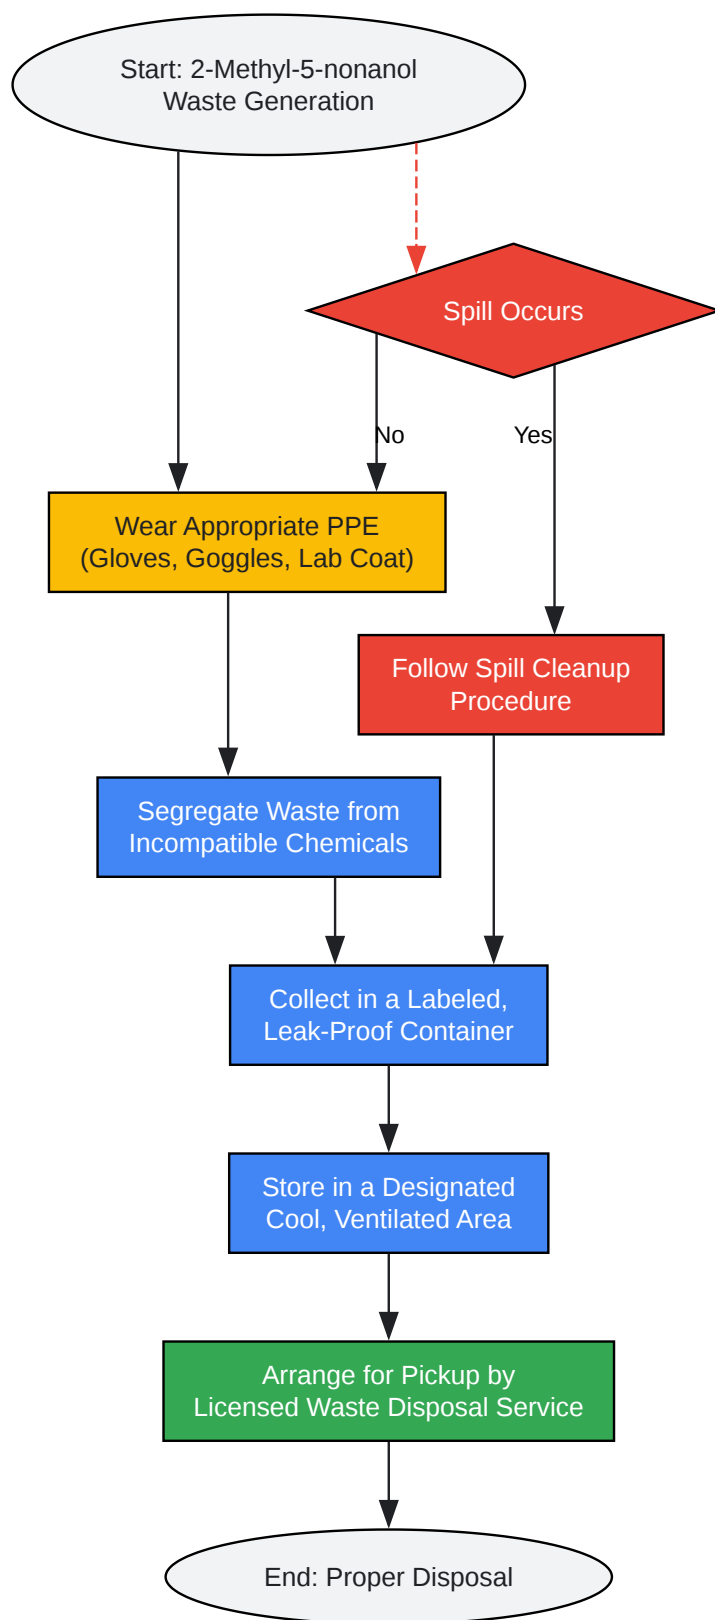 Start: 2-Methyl-5-nonanol
Waste Generation
Spill Occurs
No
Yes
Wear Appropriate PPE
(Gloves, Goggles, Lab Coat)
Follow Spill Cleanup
Procedure
Segregate Waste from
Incompatible Chemicals
Collect in a Labeled,
Leak-Proof Container
Store in a Designated
Cool, Ventilated Area
Arrange for Pickup by
Licensed Waste Disposal Service
End: Proper Disposal